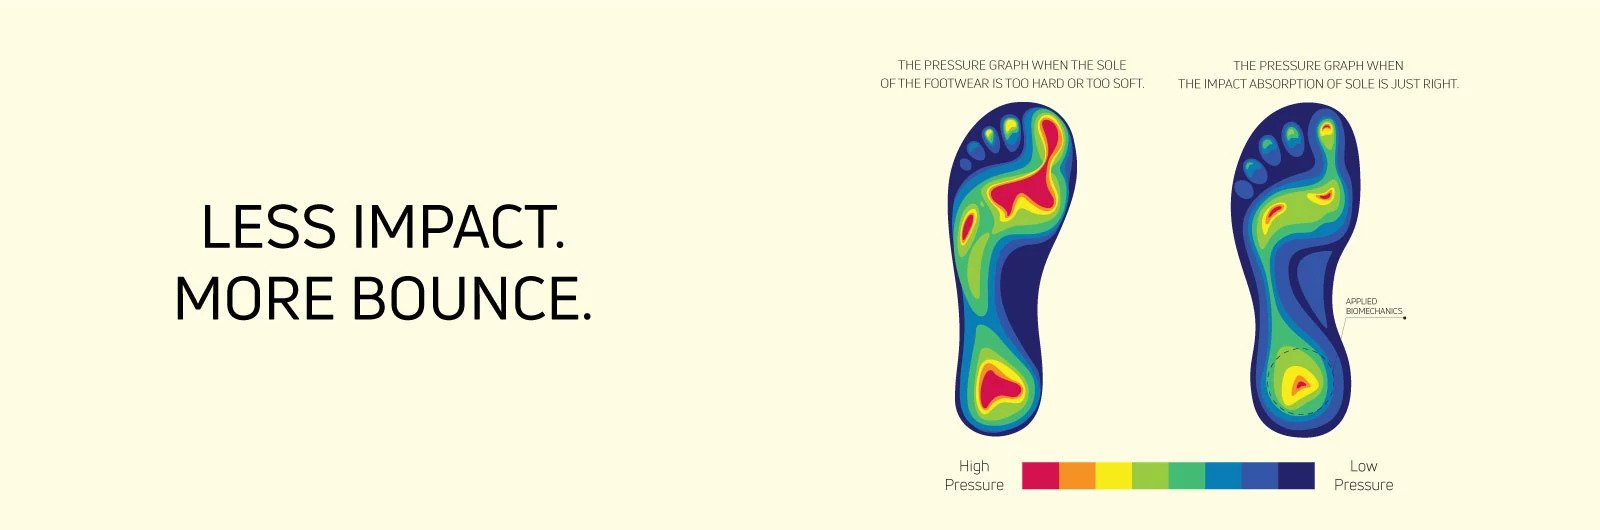 LESS IMPACT.
MORE BOUNCE.
THE PRESSURE GRAPH WHEN THE SOLE
OF THE FOOTWEAR IS TOO HARD OR TOO SOFT.
THE PRESSURE GRAPH WHEN
THE IMPACT ABSORPTION OF SOLE IS JUST RIGHT.
APPLIED
BIOMECHANICS
High
Pressure
Low
Pressure